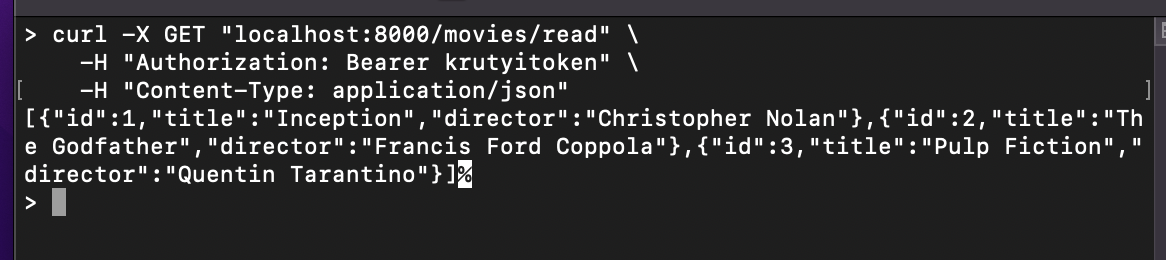 > curl -X GET "localhost:8000/movies/read" \
    -H "Authorization: Bearer krutyitoken" \
[    -H "Content-Type: application/json" ]
[{"id":1,"title":"Inception","director":"Christopher Nolan"},{"id":2,"title":"Th
e Godfather","director":"Francis Ford Coppola"},{"id":3,"title":"Pulp Fiction","
director":"Quentin Tarantino"}]%
>